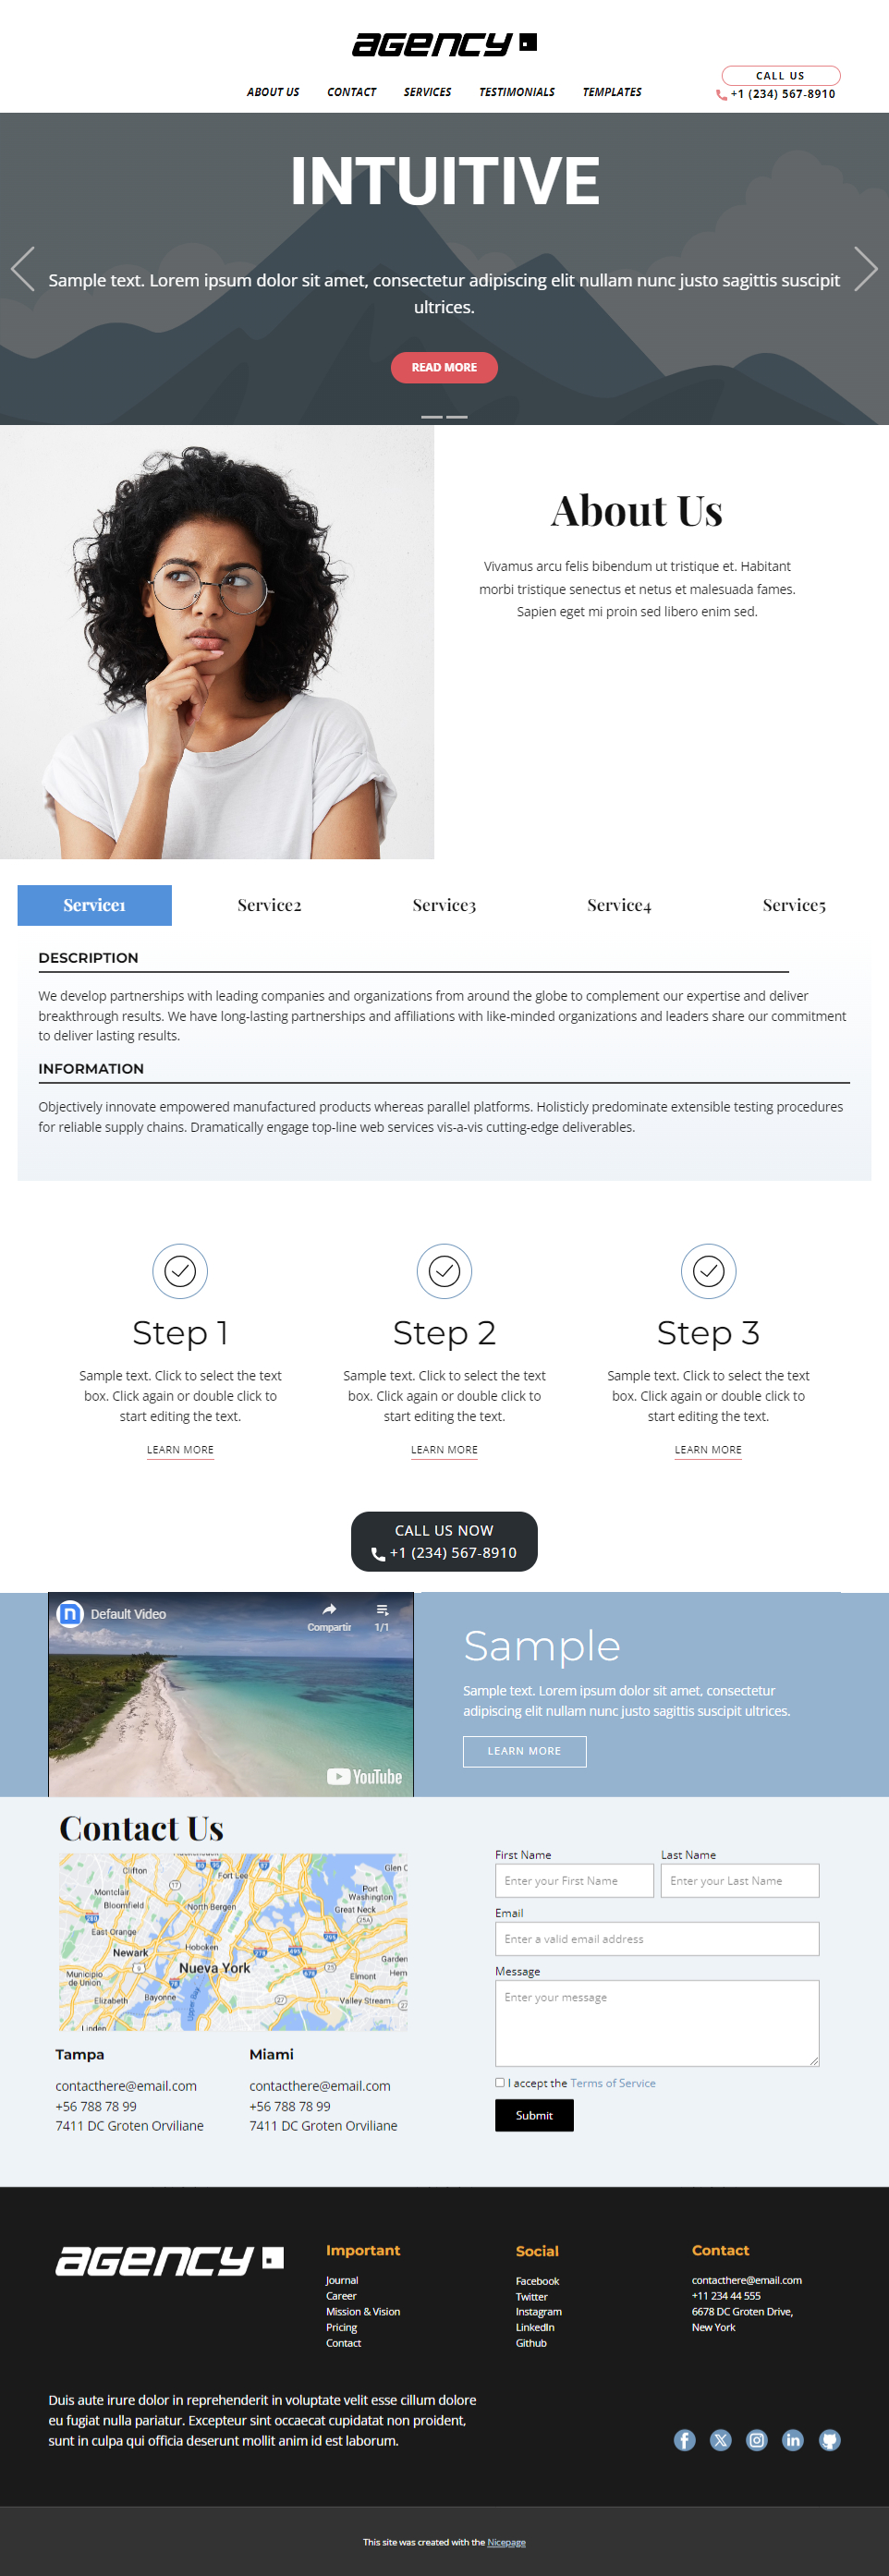 agency
CALL US
+1 (234) 567-8910
ABOUT US CONTACT SERVICES TESTIMONIALS TEMPLATES
INTUITIVE
Sample text. Lorem ipsum dolor sit amet, consectetur adipiscing elit nullam nunc justo sagittis suscipit
ultrices.
READ MORE
About Us
Vivamus arcu felis bibendum ut tristique et. Habitant
morbi tristique senectus et netus et malesuada fames.
Sapien eget mi proin sed libero enim sed.
Service1 Service2 Service3 Service4 Service5
DESCRIPTION
We develop partnerships with leading companies and organizations from around the globe to complement our expertise and deliver
breakthrough results. We have long-lasting partnerships and affiliations with like-minded organizations and leaders share our commitment
to deliver lasting results.
INFORMATION
Objectively innovate empowered manufactured products whereas parallel platforms. Holisticly predominate extensible testing procedures
for reliable supply chains. Dramatically engage top-line web services vis-a-vis cutting-edge deliverables.
Step 1
Sample text. Click to select the text
box. Click again or double click to
start editing the text.
LEARN MORE
Step 2
Sample text. Click to select the text
box. Click again or double click to
start editing the text.
LEARN MORE
Step 3
Sample text. Click to select the text
box. Click again or double click to
start editing the text.
LEARN MORE
CALL US NOW
+1 (234) 567-8910
Default Video
Compartir
1/1
YouTube
Sample
Sample text. Lorem ipsum dolor sit amet, consectetur
adipiscing elit nullam nunc justo sagittis suscipit ultrices.
LEARN MORE
Contact Us
Clifton
Fort Lee
Glen C
Montclair
Port
Washington
Bloomfield
North Bergen
Great Neck
East Orange
Hoboken
Newark
Nueva York
Garden
Municipio
de Union
Elmont
Hem
Elizabeth
Bayonne
Upper Bay
Valley Stream
Linden
Tampa
contacthere@email.com
+56 788 78 99
7411 DC Groten Orviliane
Miami
contacthere@email.com
+56 788 78 99
7411 DC Groten Orviliane
First Name Last Name
Enter your First Name Enter your Last Name
Email
Enter a valid email address
Message
Enter your message
I accept the Terms of Service
Submit
agency
Important
Journal
Career
Mission & Vision
Pricing
Contact
Social
Facebook
Twitter
Instagram
LinkedIn
Github
Contact
contacthere@email.com
+11 234 44 555
6678 DC Groten Drive,
New York
Duis aute irure dolor in reprehenderit in voluptate velit esse cillum dolore
eu fugiat nulla pariatur. Excepteur sint occaecat cupidatat non proident,
sunt in culpa qui officia deserunt mollit anim id est laborum.
This site was created with the Nicepage